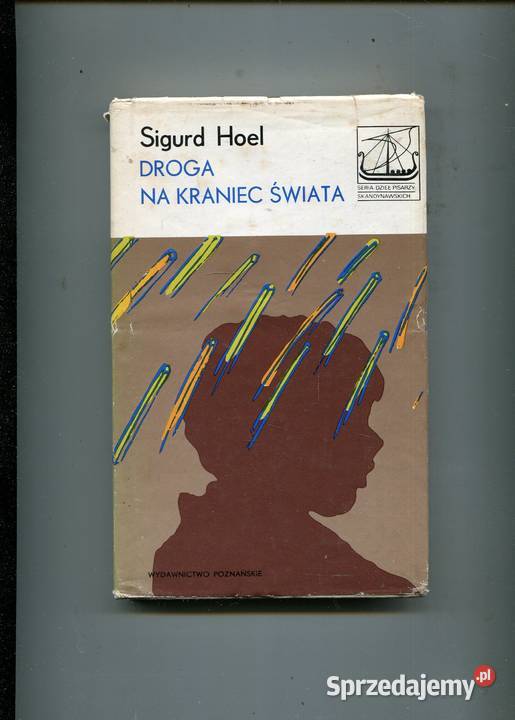 Sigurd Hoel
DROGA
NA KRANIEC ŚWIATA
SERIA DZIEŁ PISARZY
SKANDYNAWSKICH
WYDAWNICTWO POZNAŃSKIE
Sprzedajemy.pl